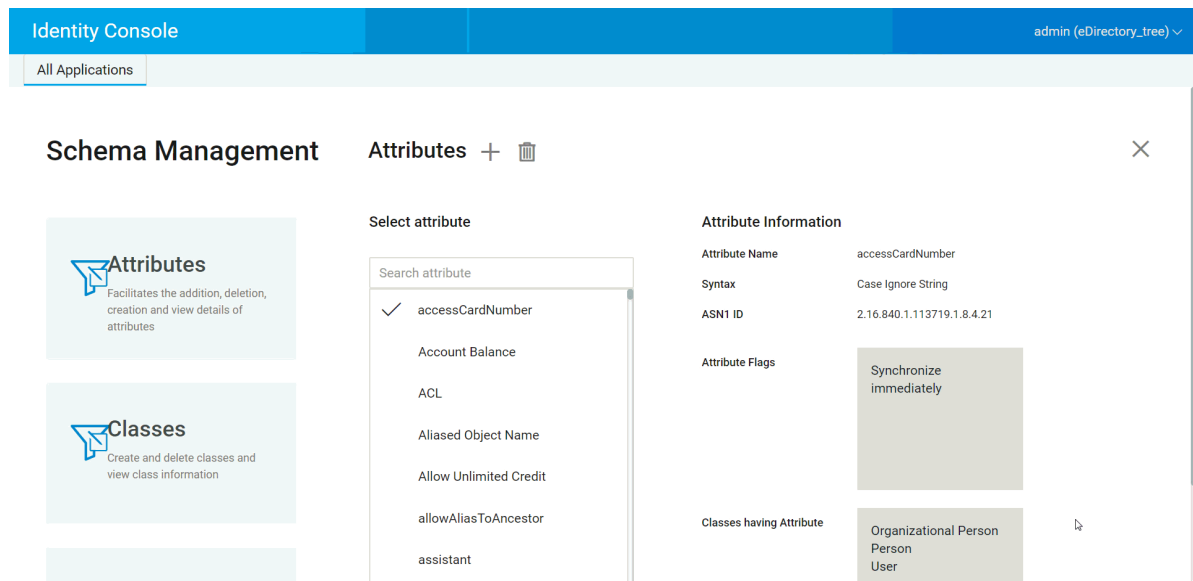 Identity Console
admin (eDirectory_tree)
All Applications
Schema Management
Attributes
Facilitates the addition, deletion,
creation and view details of
attributes
Classes
Create and delete classes and
view class information
Attributes
Select attribute
Search attribute
accessCardNumber
Account Balance
ACL
Aliased Object Name
Allow Unlimited Credit
allowAliasToAncestor
assistant
Attribute Information
Attribute Name
accessCardNumber
Syntax
Case Ignore String
ASN1 ID
2.16.840.1.113719.1.8.4.21
Attribute Flags
Synchronize
immediately
Classes having Attribute
Organizational Person
Person
User